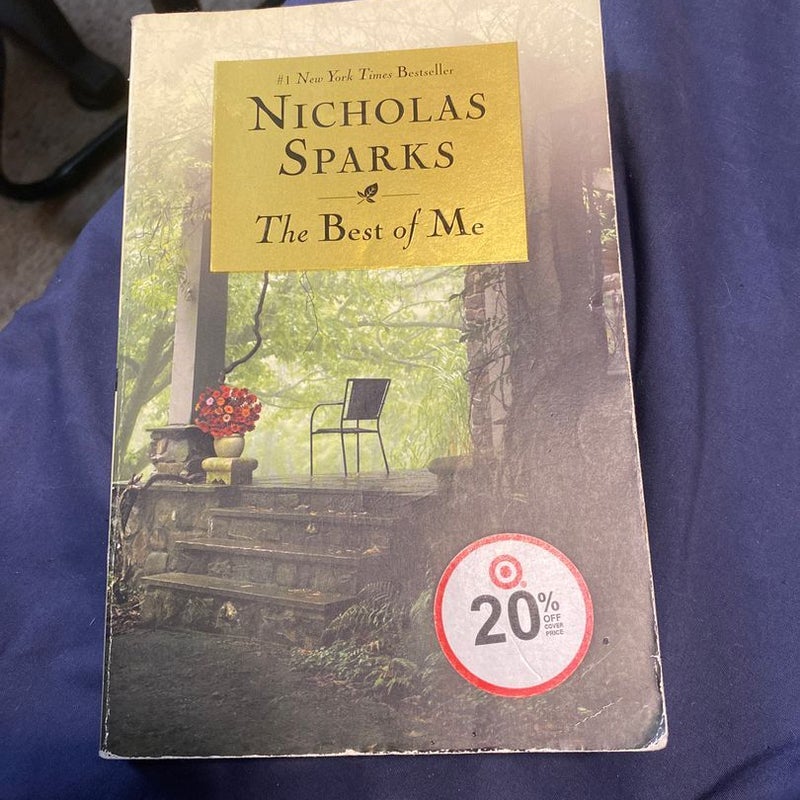 #1 New York Times Bestseller
NICHOLAS
SPARKS
The Best of Me
20%
OFF
COVER
PRICE